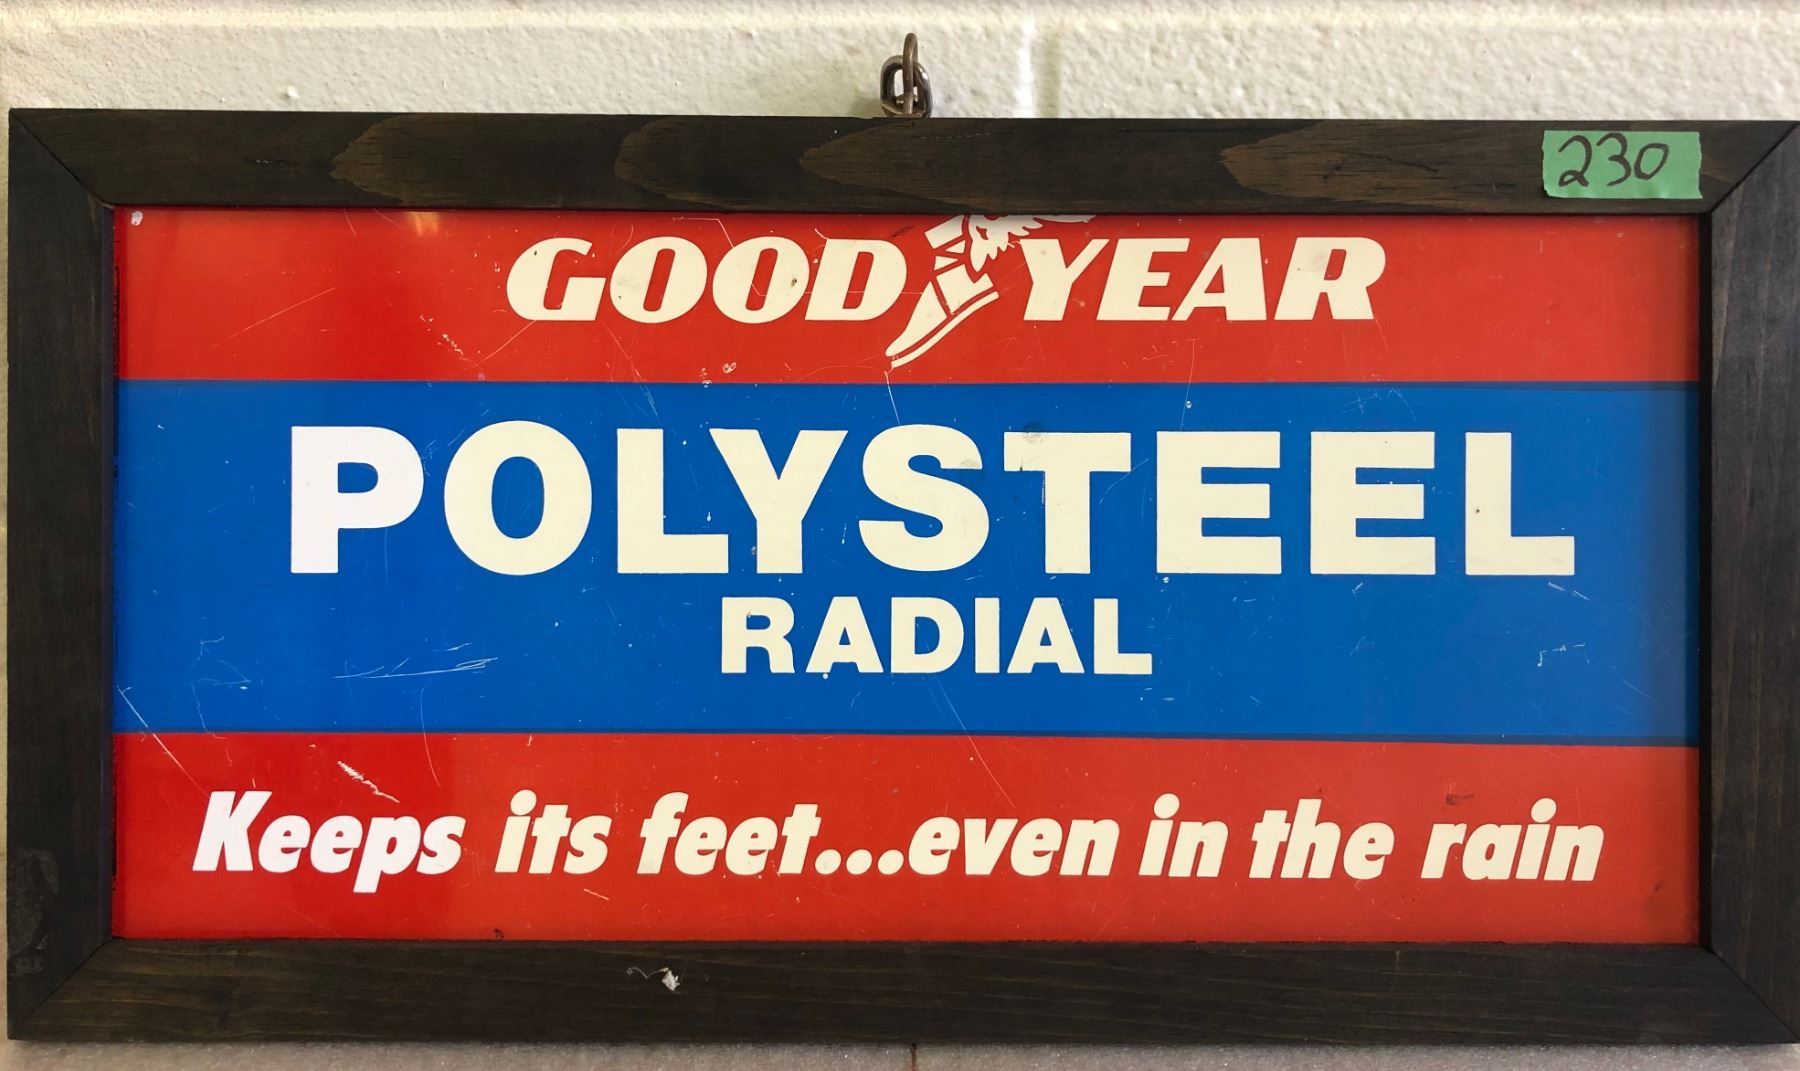 230
GOOD YEAR
POLYSTEEL
RADIAL
Keeps its feet...even in the rain